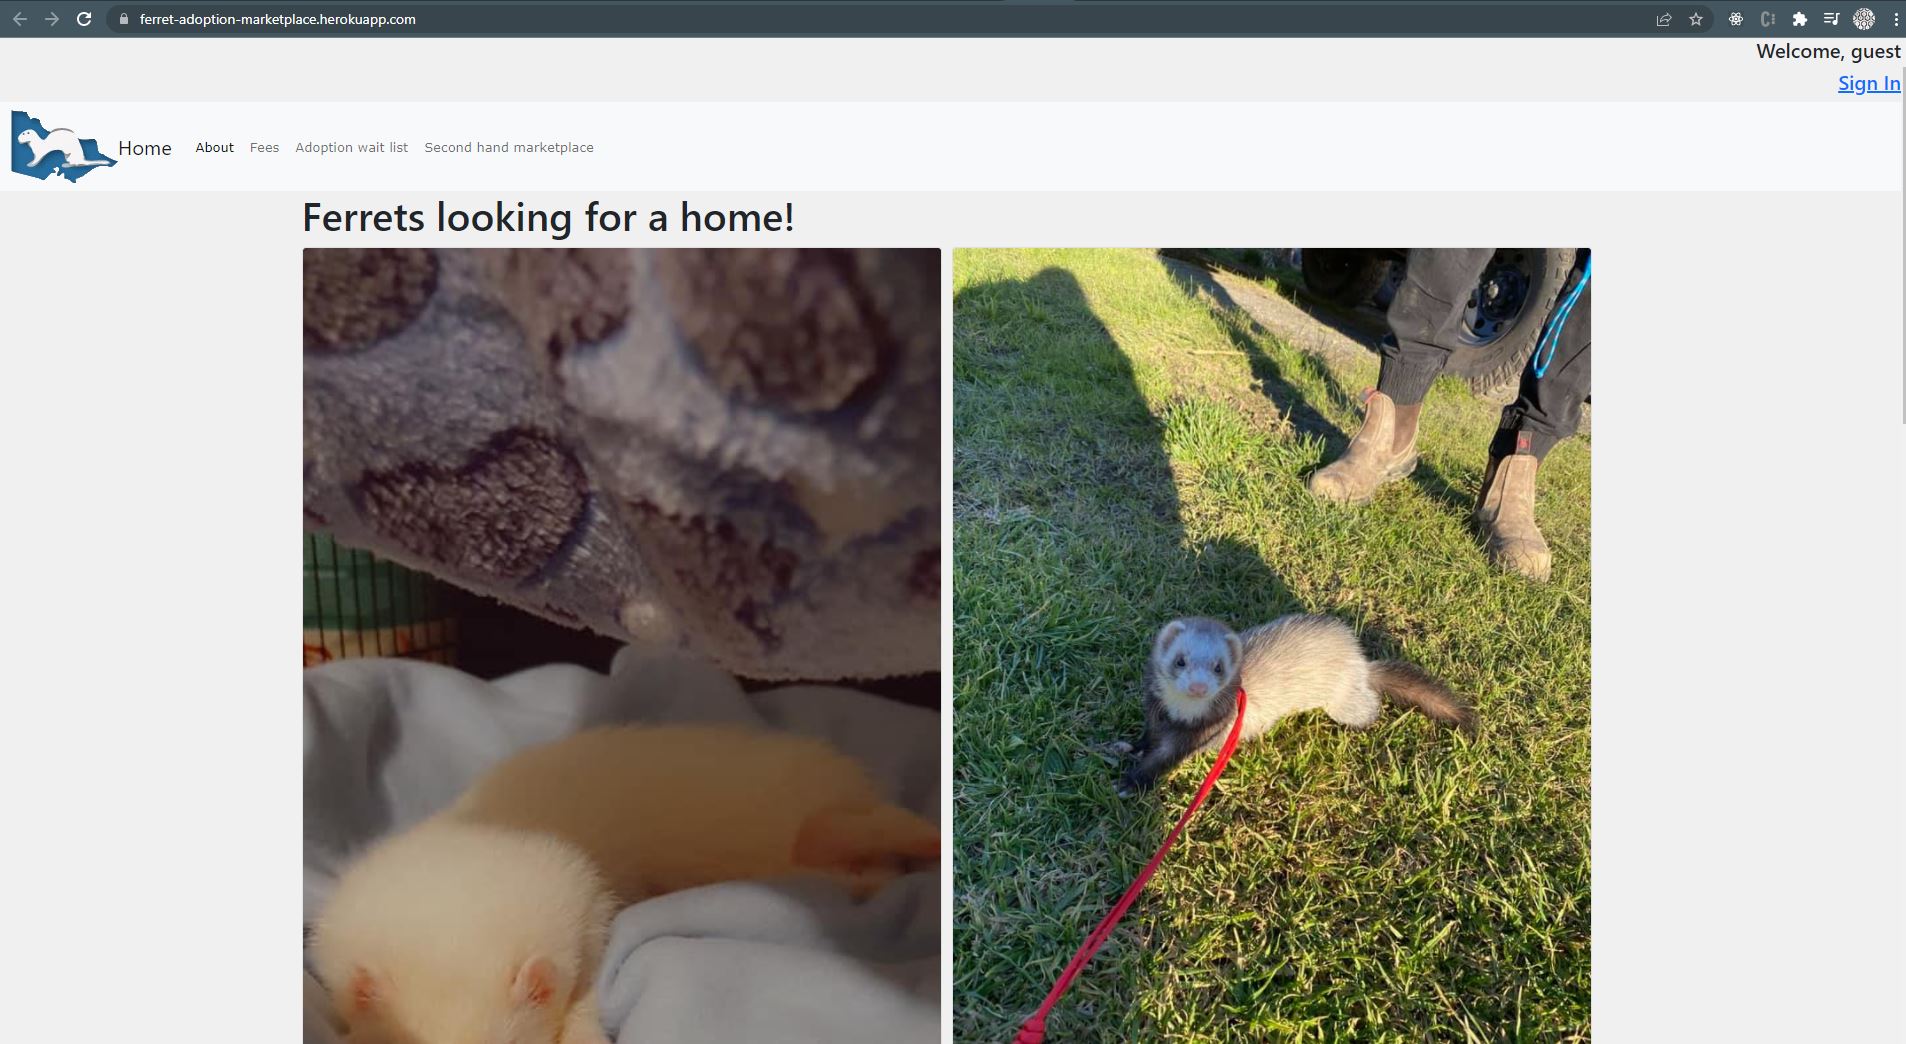 ferret-adoption-marketplace.herokuapp.com
Welcome, guest
Sign In
Home About Fees Adoption wait list Second hand marketplace
Ferrets looking for a home!